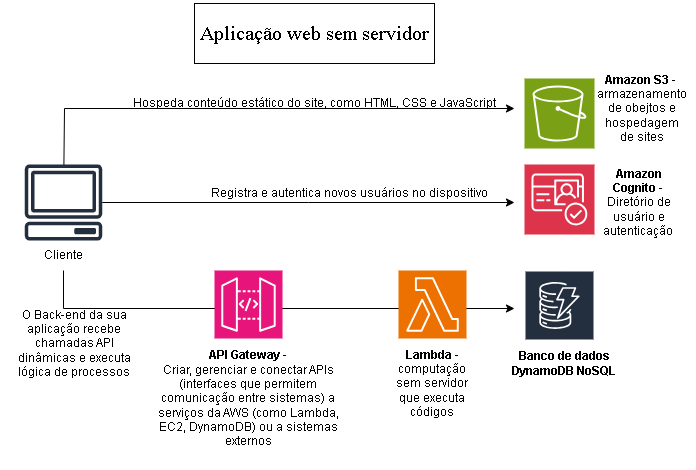 Aplicação web sem servidor
Hospeda conteúdo estático do site, como HTML, CSS e JavaScript
Amazon S3 -
armazenamento
de obejtos e
hospedagem
de sites
Registra e autentica novos usuários no dispositivo
Amazon
Cognito -
Diretório de
usuário e
autenticação
Cliente
O Back-end da sua
aplicação recebe
chamadas API
dinâmicas e executa
lógica de processos
API Gateway -
Criar, gerenciar e conectar APIs
(interfaces que permitem
comunicação entre sistemas) a
serviços da AWS (como Lambda,
EC2, DynamoDB) ou a sistemas
externos
Lambda -
computação
sem servidor
que executa
códigos
Banco de dados
DynamoDB NoSQL